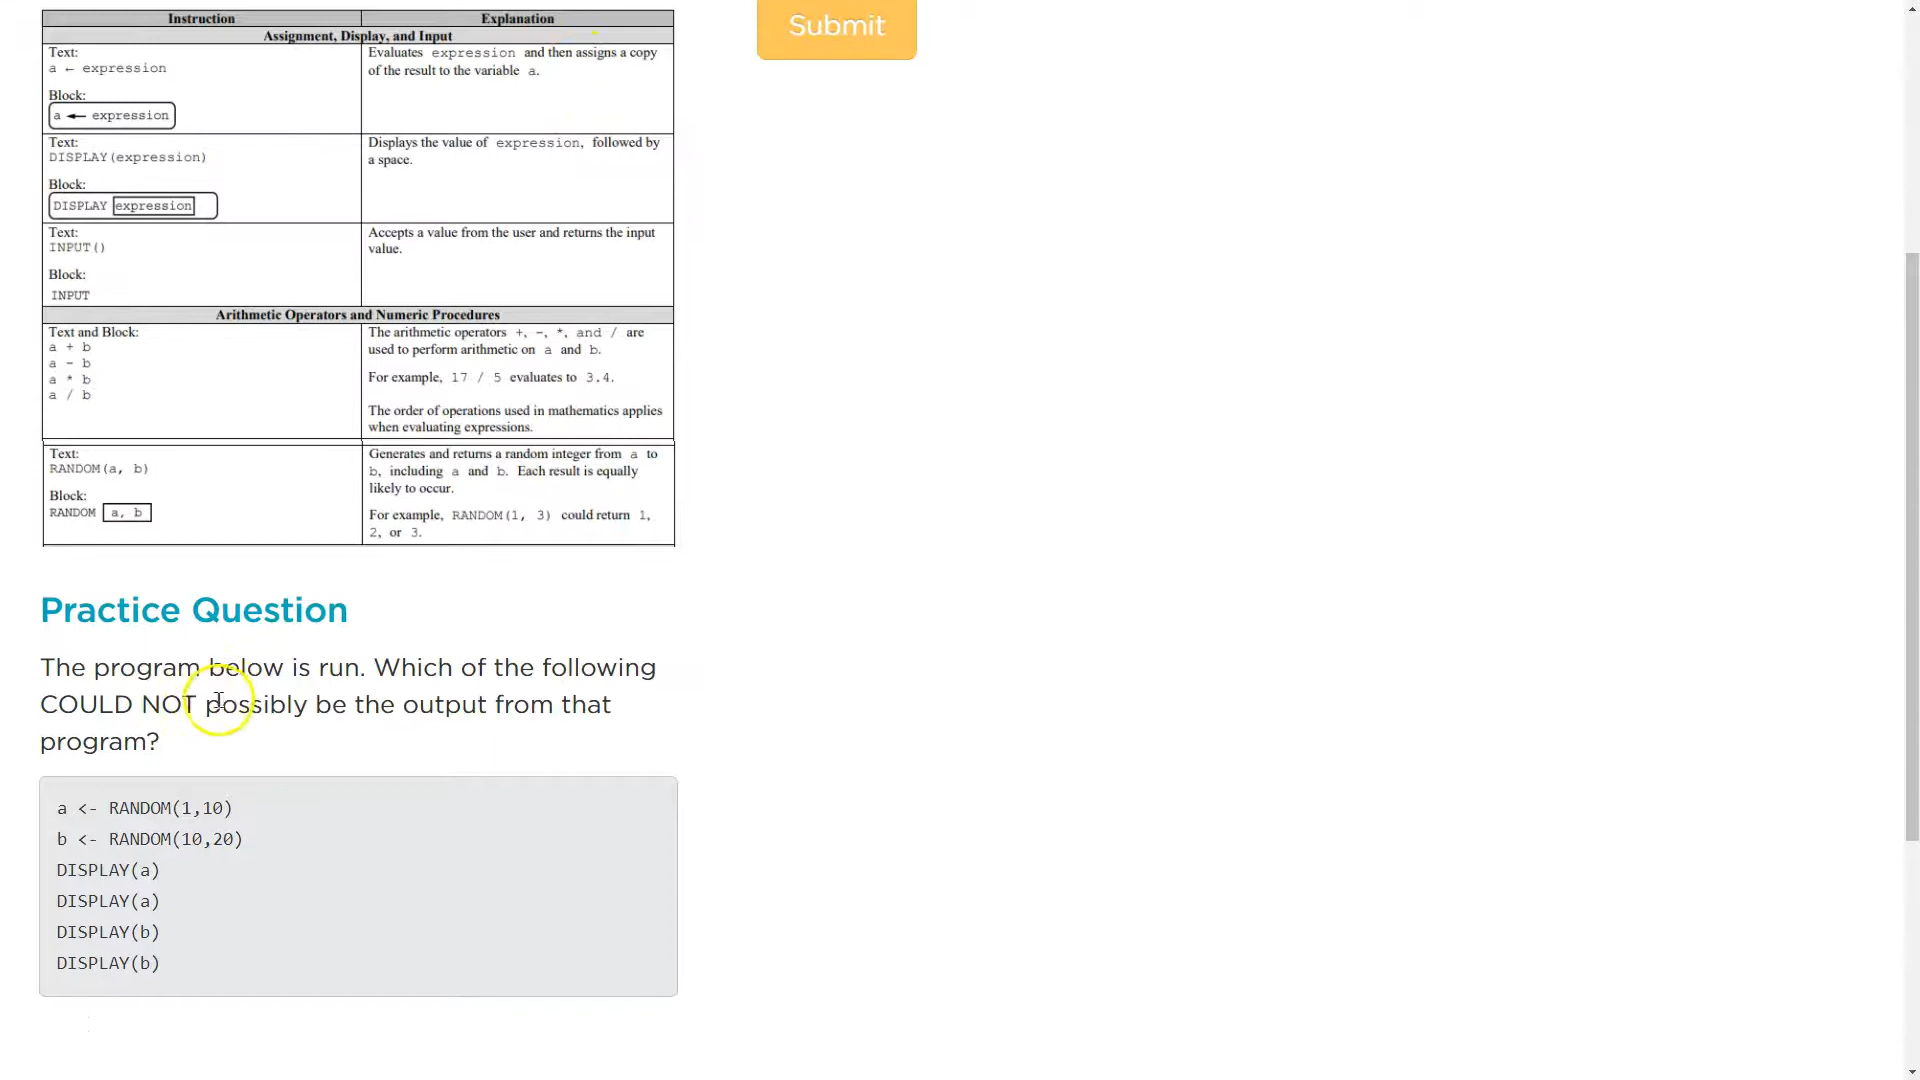 Submit
Instruction Explanation
Assignment, Display, and Input
Text:
a ← expression
Block:
a ← expression
Evaluates expression and then assigns a copy
of the result to the variable a.
Text:
DISPLAY(expression)
Block:
DISPLAY expression
Displays the value of expression, followed by
a space.
Text:
INPUT()
Block:
INPUT
Accepts a value from the user and returns the input
value.
Arithmetic Operators and Numeric Procedures
Text and Block:
a + b
a - b
a * b
a / b
The arithmetic operators +, -, *, and / are
used to perform arithmetic on a and b.
For example, 17 / 5 evaluates to 3.4.
The order of operations used in mathematics applies
when evaluating expressions.
Text:
RANDOM(a, b)
Block:
RANDOM a, b
Generates and returns a random integer from a to
b, including a and b. Each result is equally
likely to occur.
For example, RANDOM(1, 3) could return 1,
2, or 3.
Practice Question
The program below is run. Which of the following
COULD NOT possibly be the output from that
program?
a <- RANDOM(1,10)
b <- RANDOM(10,20)
DISPLAY(a)
DISPLAY(a)
DISPLAY(b)
DISPLAY(b)